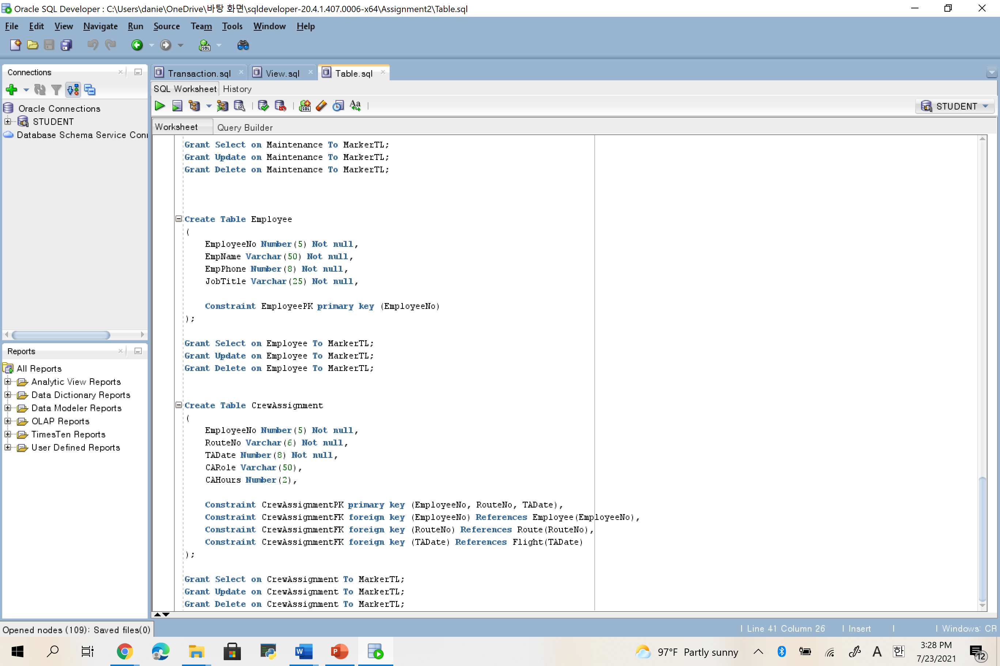 Oracle SQL Developer : C:\Users\danie\OneDrive\바탕 화면\sqldeveloper-20.4.1.407.0006-x64\Assignment2\Table.sql
File Edit View Navigate Run Source Team Tools Window Help
Connections
Oracle Connections
STUDENT
Database Schema Service Conn
Reports
All Reports
Analytic View Reports
Data Dictionary Reports
Data Modeler Reports
OLAP Reports
TimesTen Reports
User Defined Reports
Transaction.sql View.sql Table.sql
SQL Worksheet History
STUDENT
Worksheet Query Builder
Grant Select on Maintenance To MarkerTL;
Grant Update on Maintenance To MarkerTL;
Grant Delete on Maintenance To MarkerTL;
Create Table Employee
(
EmployeeNo Number(5) Not null,
EmpName Varchar(50) Not null,
EmpPhone Number(8) Not null,
JobTitle Varchar(25) Not null,
Constraint EmployeePK primary key (EmployeeNo)
);
Grant Select on Employee To MarkerTL;
Grant Update on Employee To MarkerTL;
Grant Delete on Employee To MarkerTL;
Create Table CrewAssignment
(
EmployeeNo Number(5) Not null,
RouteNo Varchar(6) Not null,
TADate Number(8) Not null,
CARole Varchar(50),
CAHours Number(2),
Constraint CrewAssignmentPK primary key (EmployeeNo, RouteNo, TADate),
Constraint CrewAssignmentFK foreign key (EmployeeNo) References Employee(EmployeeNo),
Constraint CrewAssignmentFK foreign key (RouteNo) References Route(RouteNo),
Constraint CrewAssignmentFK foreign key (TADate) References Flight(TADate)
);
Grant Select on CrewAssignment To MarkerTL;
Grant Update on CrewAssignment To MarkerTL;
Grant Delete on CrewAssignment To MarkerTL;
Opened nodes (109); Saved files(0)
Line 41 Column 26 Insert Windows: CR
97°F Partly sunny
A 한
3:28 PM
7/23/2021
12